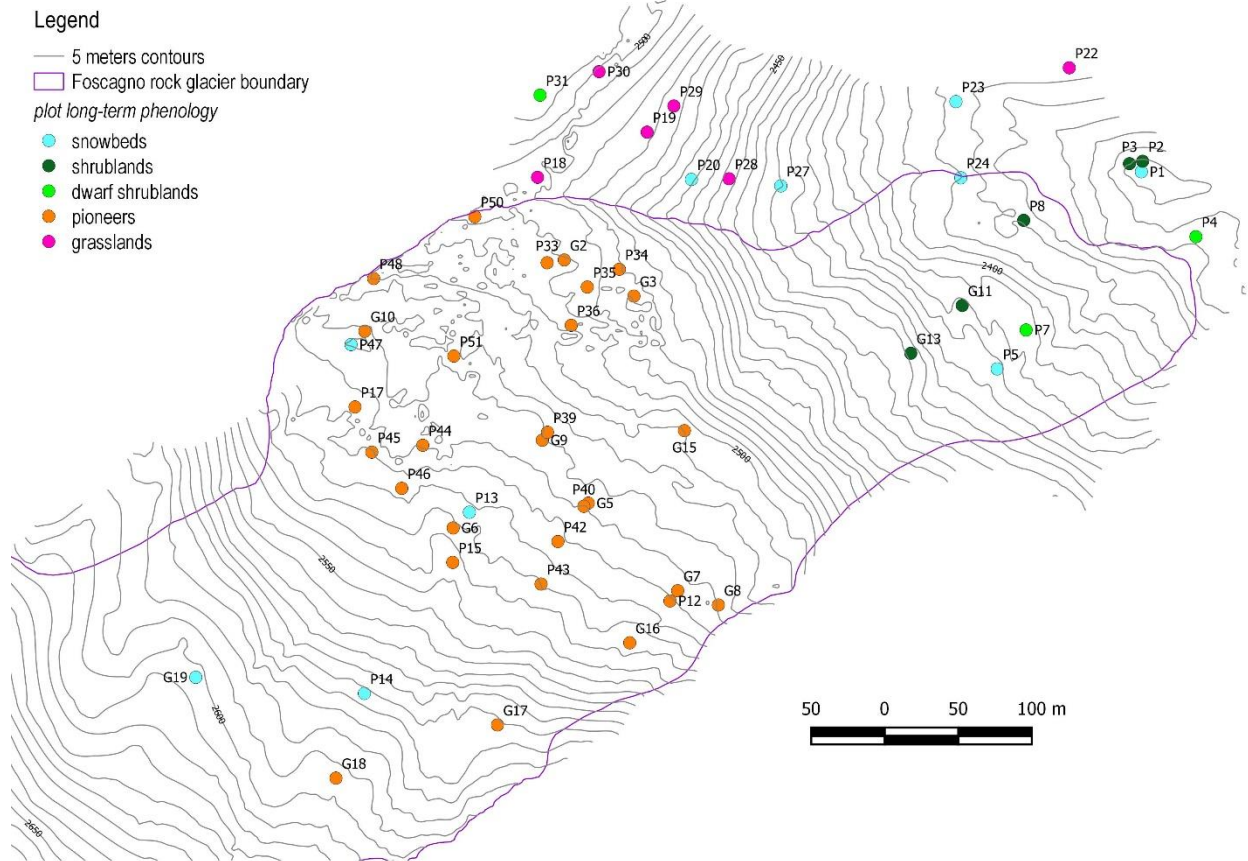 Legend
5 meters contours
Foscagno rock glacier boundary
plot long-term phenology
snowbeds
shrublands
dwarf shrublands
pioneers
grasslands
2500
2450
P22
P30
P31
P23
P29
P19
P3 P2
P1
P18
P20
P28
P27
P24
P50
P8
P4
P33
G2
P34
P48
P35
G3
2400
G11
P36
G10
P47
P7
P51
G13
P5
P17
P39
G9
G15
P45
P44
2500
P46
P13
P40
G5
G6
P42
2550
P15
P43
G7
P12
G8
G16
G19
P14
2600
G17
50 0 50 100 m
G18
2650